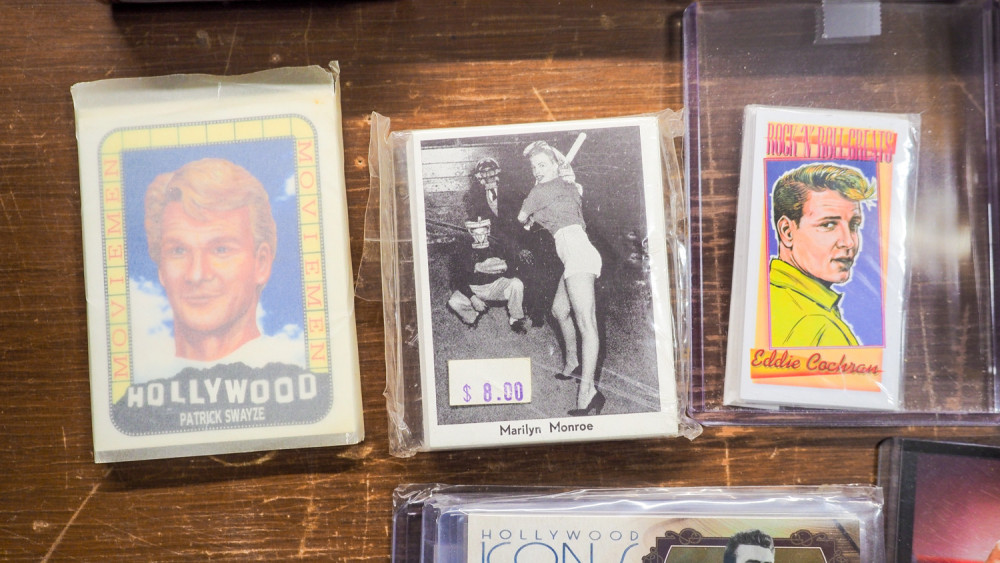 MOVIEMEN
MOVIEMEN
HOLLYWOOD
PATRICK SWAYZE
$ 8.00
Marilyn Monroe
ROCK 'N' ROLL GREATS
Eddie Cochran
HOLLYWOOD
ICONS